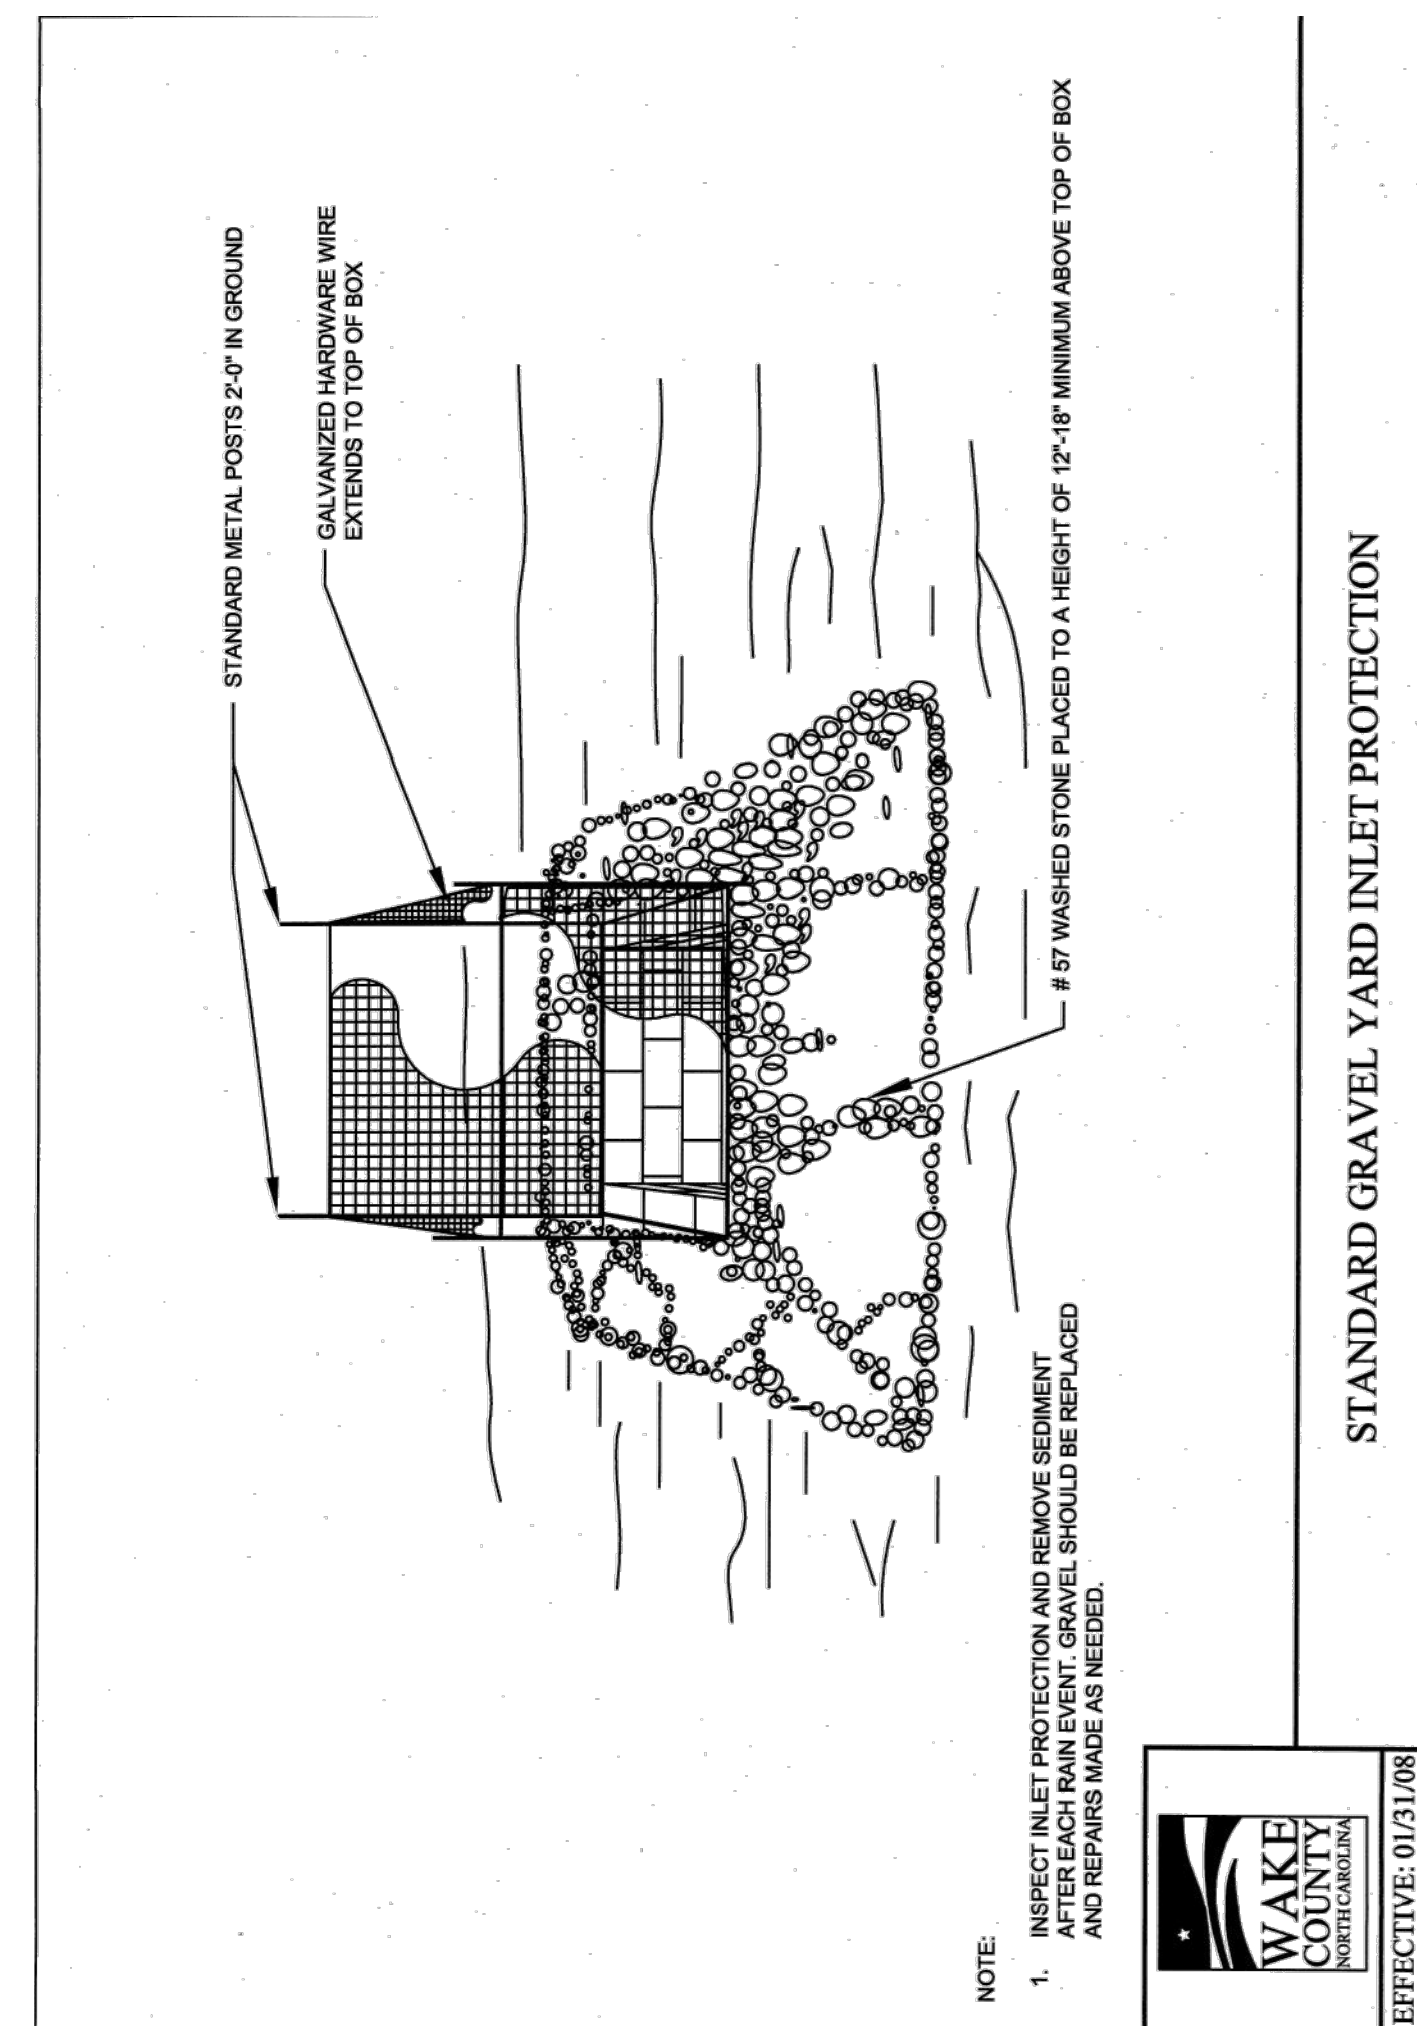 STANDARD METAL POSTS 2'-0" IN GROUND
GALVANIZED HARDWARE WIRE
EXTENDS TO TOP OF BOX
# 57 WASHED STONE PLACED TO A HEIGHT OF 12"-18" MINIMUM ABOVE TOP OF BOX
NOTE:
1. INSPECT INLET PROTECTION AND REMOVE SEDIMENT
AFTER EACH RAIN EVENT. GRAVEL SHOULD BE REPLACED
AND REPAIRS MADE AS NEEDED.
WAKE
COUNTY
NORTH CAROLINA
EFFECTIVE: 01/31/08
STANDARD GRAVEL YARD INLET PROTECTION